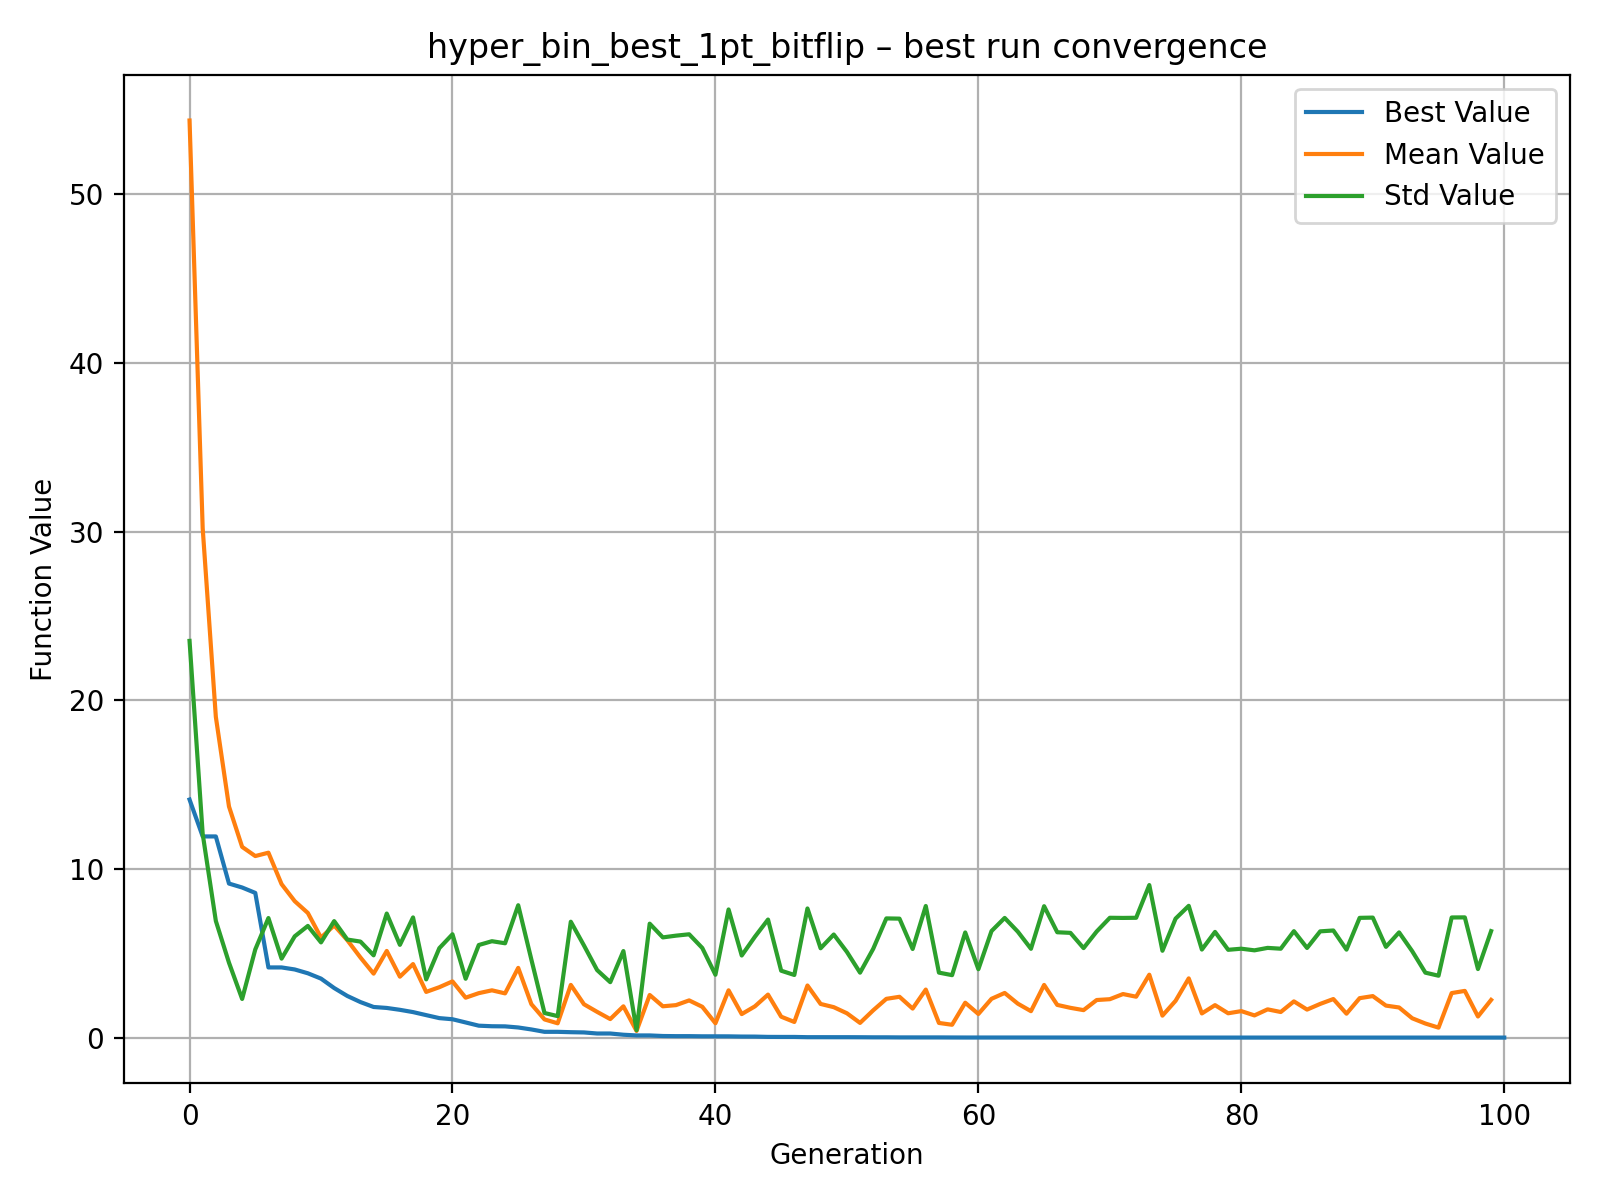 hyper_bin_best_1pt_bitflip – best run convergence
Best Value
Mean Value
Std Value
Function Value
50
40
30
20
10
0
0 20 40 60 80 100
Generation